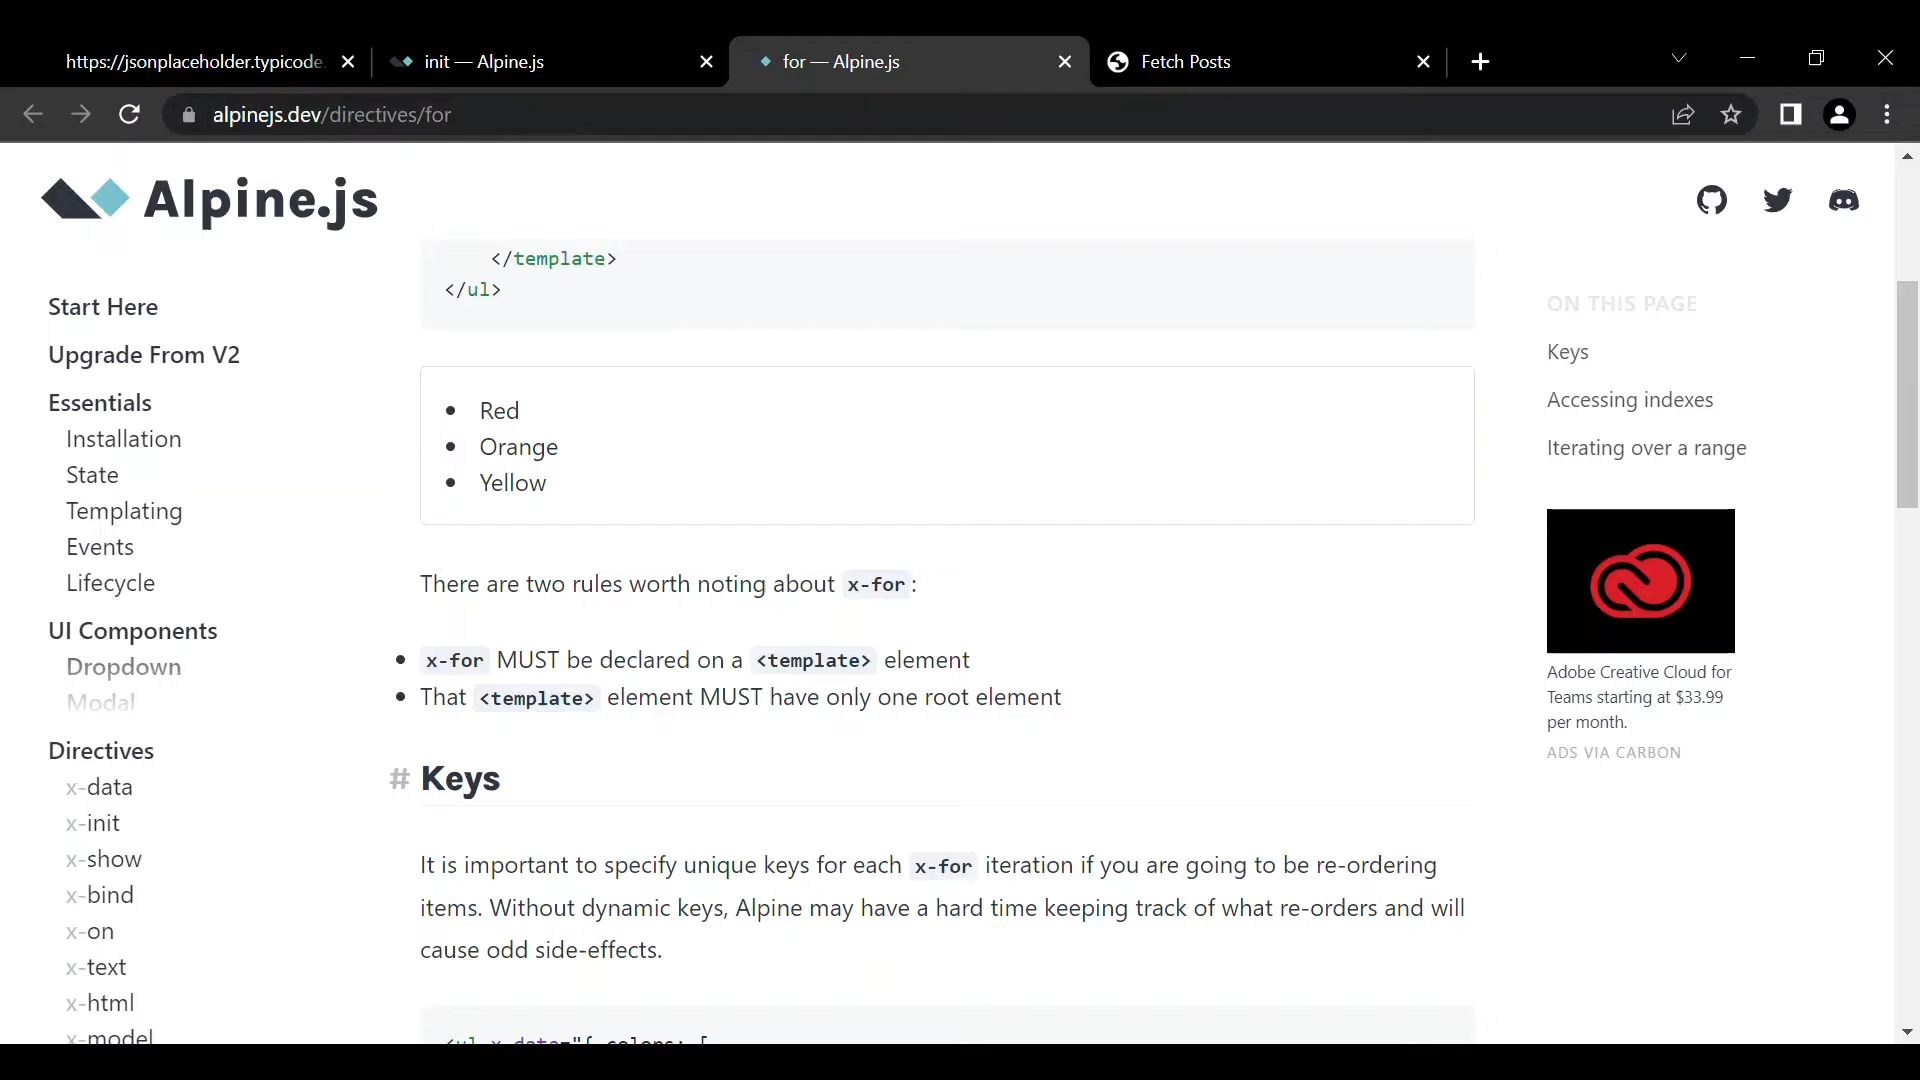 https://jsonplaceholder.typicode.
init — Alpine.js
for — Alpine.js
Fetch Posts
alpinejs.dev/directives/for
Alpine.js
Start Here
Upgrade From V2
Essentials
Installation
State
Templating
Events
Lifecycle
UI Components
Dropdown
Modal
Directives
x-data
x-init
x-show
x-bind
x-on
x-text
x-html
x-model
</template>
</ul>
Red
Orange
Yellow
There are two rules worth noting about x-for:
x-for MUST be declared on a <template> element
That <template> element MUST have only one root element
# Keys
It is important to specify unique keys for each x-for iteration if you are going to be re-ordering
items. Without dynamic keys, Alpine may have a hard time keeping track of what re-orders and will
cause odd side-effects.
<ul x-data="{ colors: [
ON THIS PAGE
Keys
Accessing indexes
Iterating over a range
Adobe Creative Cloud for
Teams starting at $33.99
per month.
ADS VIA CARBON